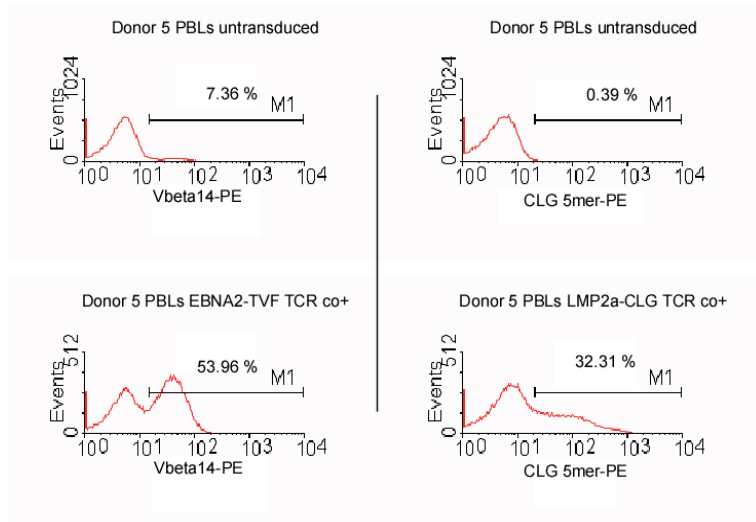 Donor 5 PBLs untransduced
1024
Events
0
7.36 %
M1
10^0 10^1 10^2 10^3 10^4
Vbeta14-PE
Donor 5 PBLs untransduced
1024
Events
0
0.39 %
M1
10^0 10^1 10^2 10^3 10^4
CLG 5mer-PE
Donor 5 PBLs EBNA2-TVF TCR co+
512
Events
0
53.96 %
M1
10^0 10^1 10^2 10^3 10^4
Vbeta14-PE
Donor 5 PBLs LMP2a-CLG TCR co+
512
Events
0
32.31 %
M1
10^0 10^1 10^2 10^3 10^4
CLG 5mer-PE